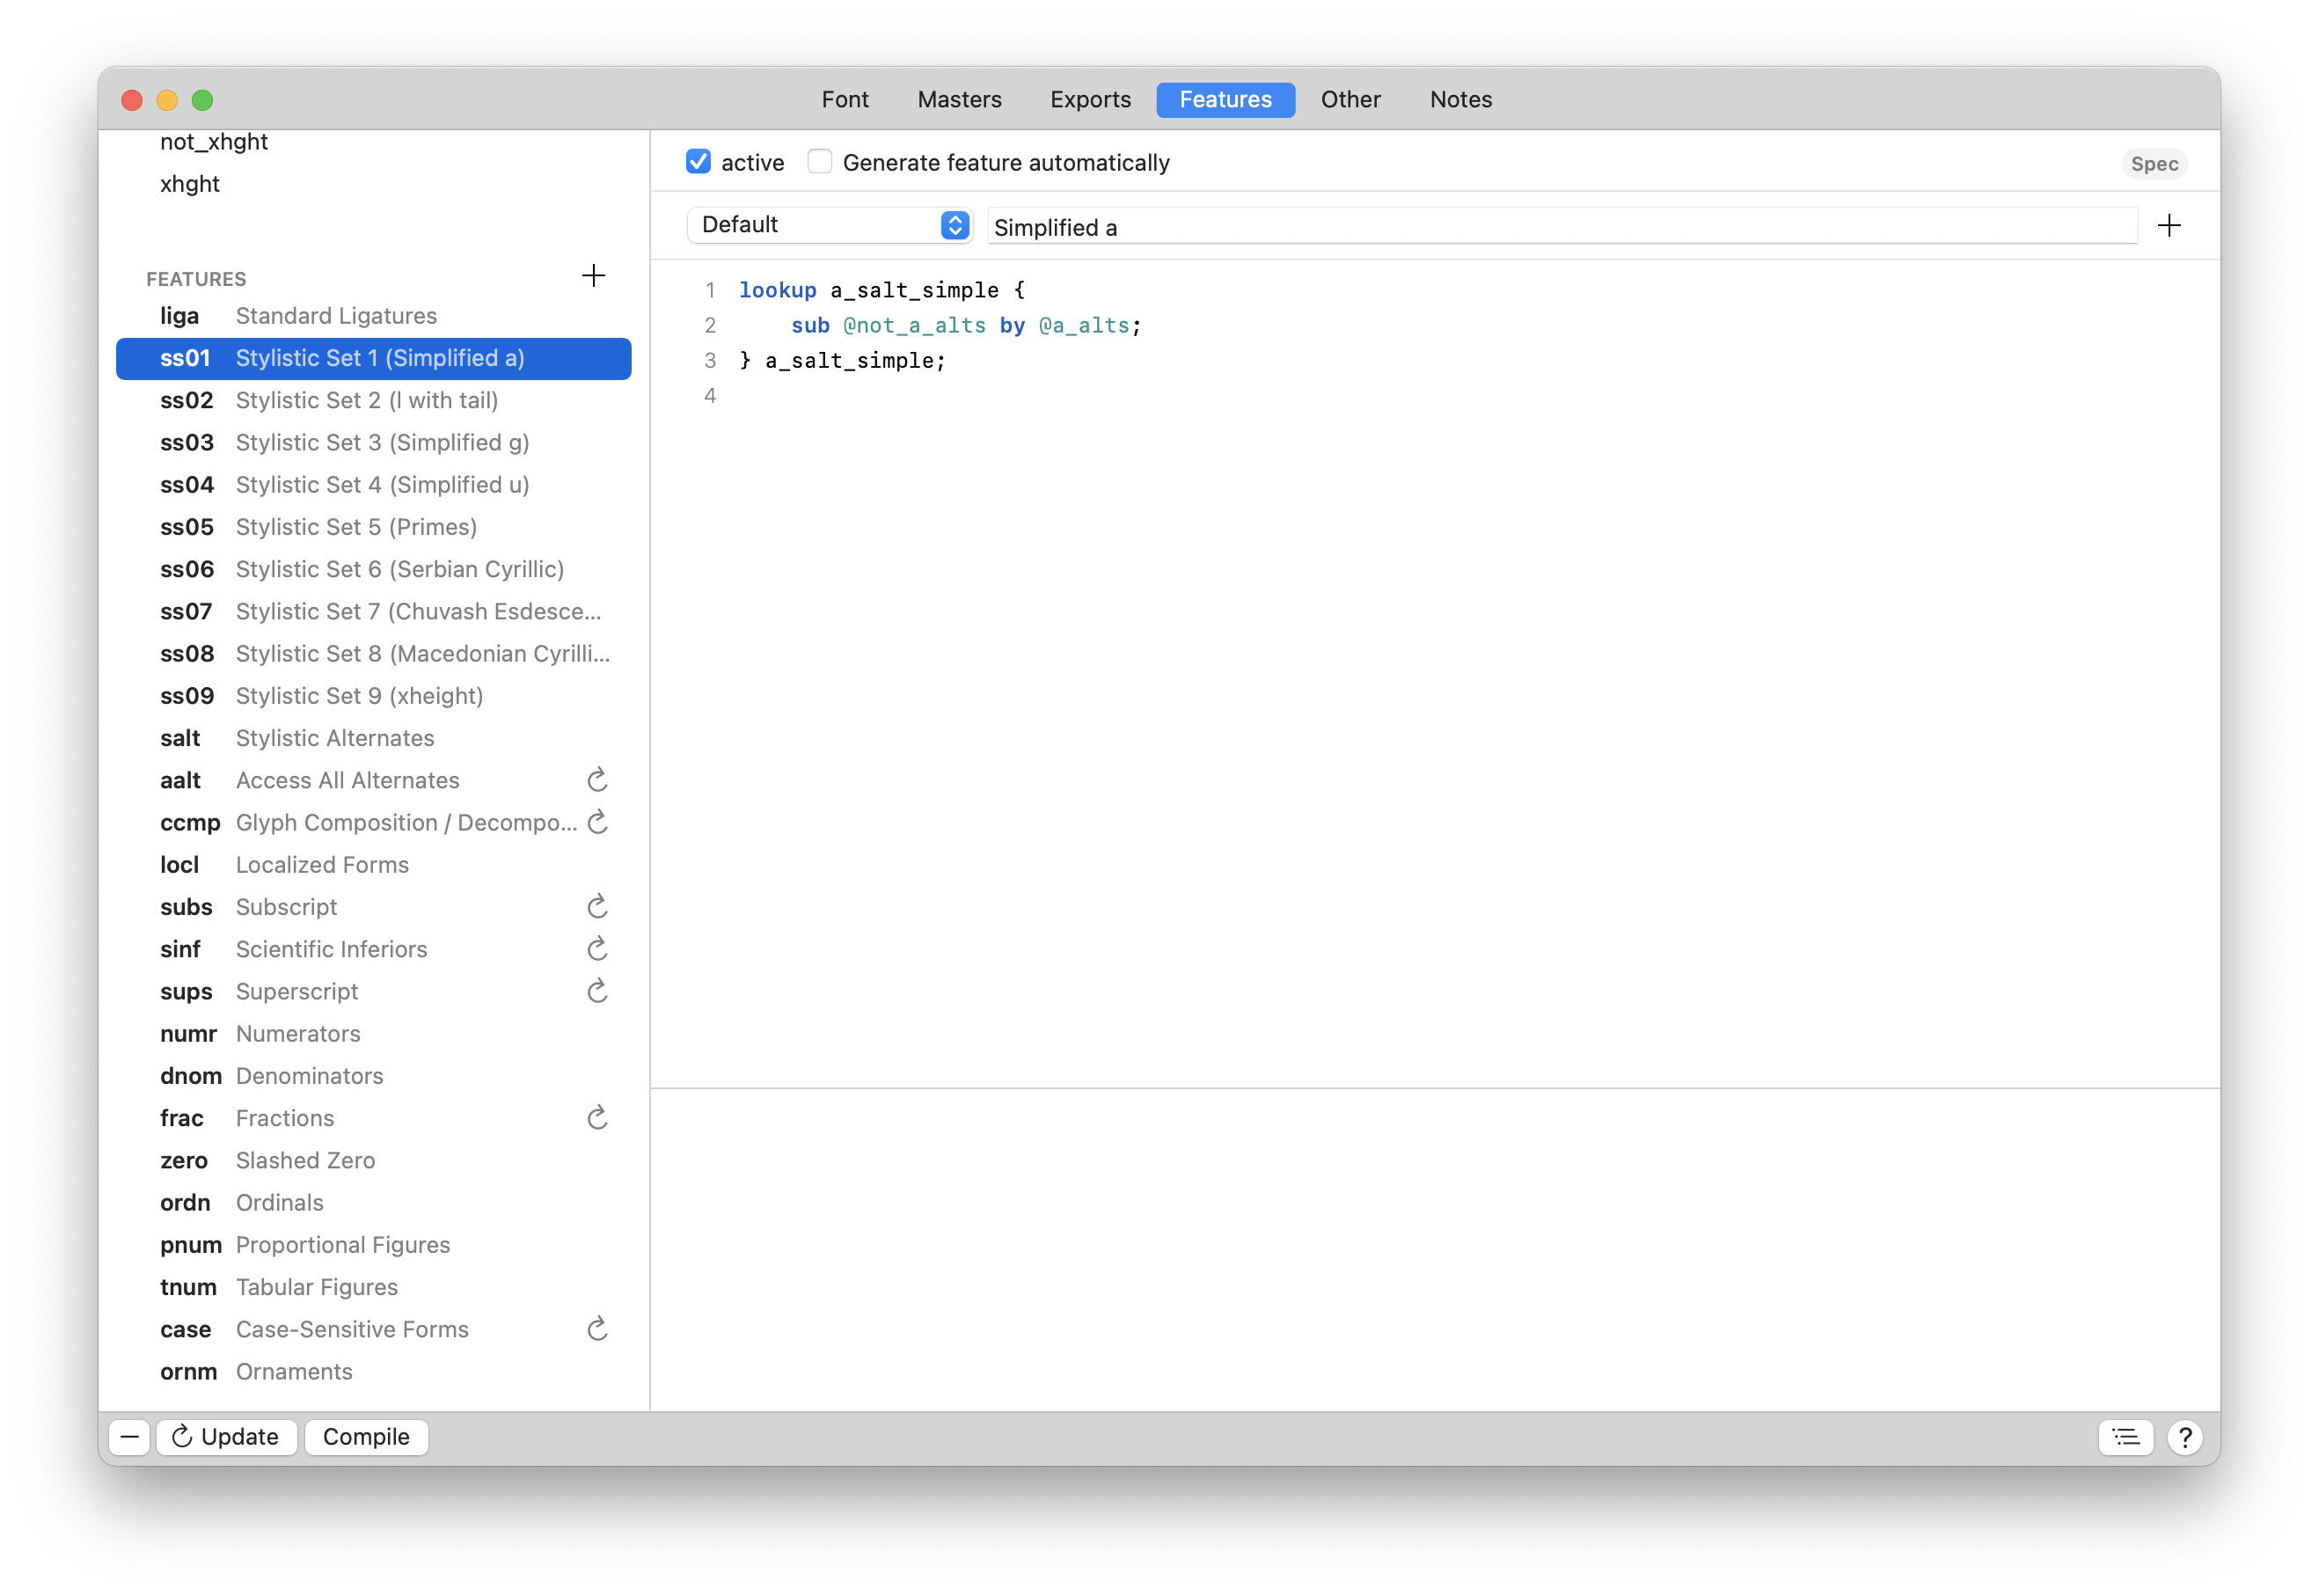 Font Masters Exports Features Other Notes
not_xhght
xhght
FEATURES
liga Standard Ligatures
ss01 Stylistic Set 1 (Simplified a)
ss02 Stylistic Set 2 (l with tail)
ss03 Stylistic Set 3 (Simplified g)
ss04 Stylistic Set 4 (Simplified u)
ss05 Stylistic Set 5 (Primes)
ss06 Stylistic Set 6 (Serbian Cyrillic)
ss07 Stylistic Set 7 (Chuvash Esdesce...
ss08 Stylistic Set 8 (Macedonian Cyrilli...
ss09 Stylistic Set 9 (xheight)
salt Stylistic Alternates
aalt Access All Alternates
ccmp Glyph Composition / Decompo...
locl Localized Forms
subs Subscript
sinf Scientific Inferiors
sups Superscript
numr Numerators
dnom Denominators
frac Fractions
zero Slashed Zero
ordn Ordinals
pnum Proportional Figures
tnum Tabular Figures
case Case-Sensitive Forms
ornm Ornaments
active Generate feature automatically Spec
Default Simplified a
1 lookup a_salt_simple {
2 sub @not_a_alts by @a_alts;
3 } a_salt_simple;
4
Update Compile ?